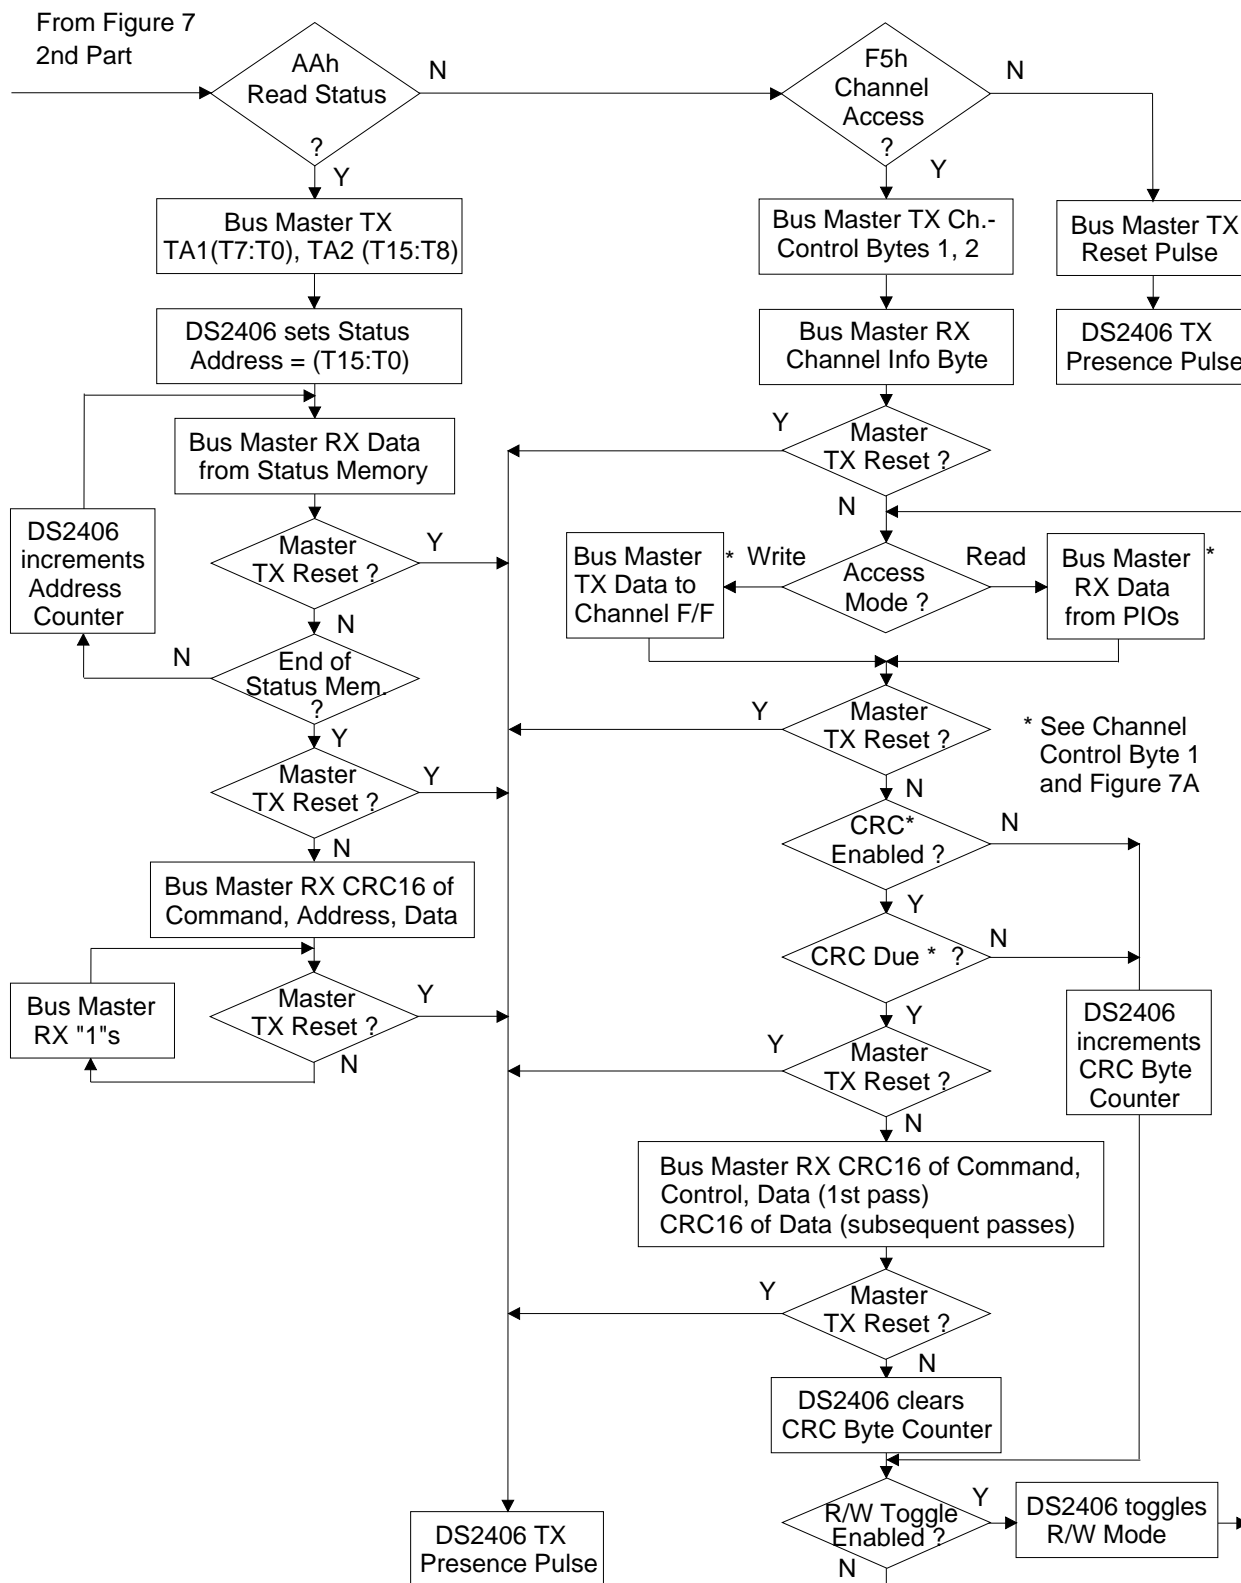 From Figure 7
2nd Part
AAh
Read Status
?
N
Y
F5h
Channel
Access
?
N
Y
Bus Master TX
TA1(T7:T0), TA2 (T15:T8)
Bus Master TX Ch.-
Control Bytes 1, 2
Bus Master TX
Reset Pulse
DS2406 sets Status
Address = (T15:T0)
Bus Master RX
Channel Info Byte
DS2406 TX
Presence Pulse
Bus Master RX Data
from Status Memory
Y
Master
TX Reset ?
N
DS2406
increments
Address
Counter
Master
TX Reset ?
Y
N
Bus Master
TX Data to
Channel F/F
* Write
Access
Mode ?
Read
Bus Master
RX Data
from PIOs
*
N
End of
Status Mem.
?
Y
Y
Master
TX Reset ?
N
* See Channel
Control Byte 1
and Figure 7A
Master
TX Reset ?
Y
N
CRC*
Enabled ?
N
Y
Bus Master RX CRC16 of
Command, Address, Data
CRC Due * ?
N
Y
Bus Master
RX "1"s
Master
TX Reset ?
Y
N
Y
Master
TX Reset ?
N
DS2406
increments
CRC Byte
Counter
Bus Master RX CRC16 of Command,
Control, Data (1st pass)
CRC16 of Data (subsequent passes)
Y
Master
TX Reset ?
N
DS2406 clears
CRC Byte Counter
DS2406 TX
Presence Pulse
R/W Toggle
Enabled ?
Y
N
DS2406 toggles
R/W Mode